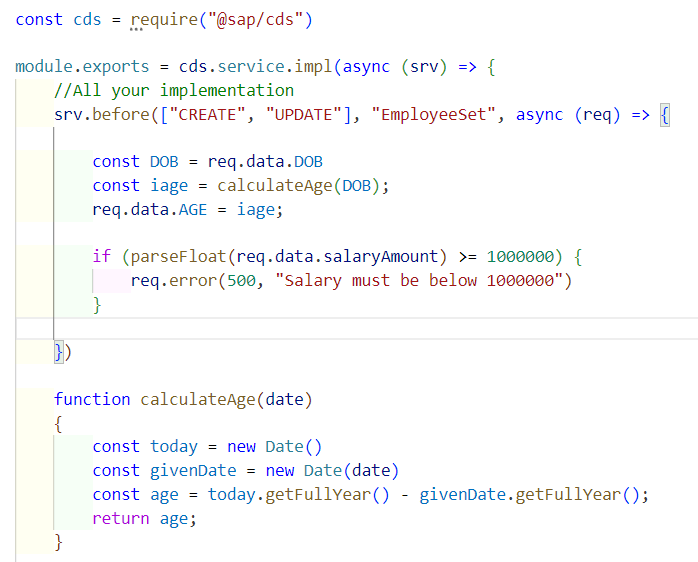 const cds = require("@sap/cds")
module.exports = cds.service.impl(async (srv) => {
//All your implementation
srv.before(["CREATE", "UPDATE"], "EmployeeSet", async (req) => {
const DOB = req.data.DOB
const iage = calculateAge(DOB);
req.data.AGE = iage;
if (parseFloat(req.data.salaryAmount) >= 1000000) {
req.error(500, "Salary must be below 1000000")
}
})
function calculateAge(date)
{
const today = new Date()
const givenDate = new Date(date)
const age = today.getFullYear() - givenDate.getFullYear();
return age;
}